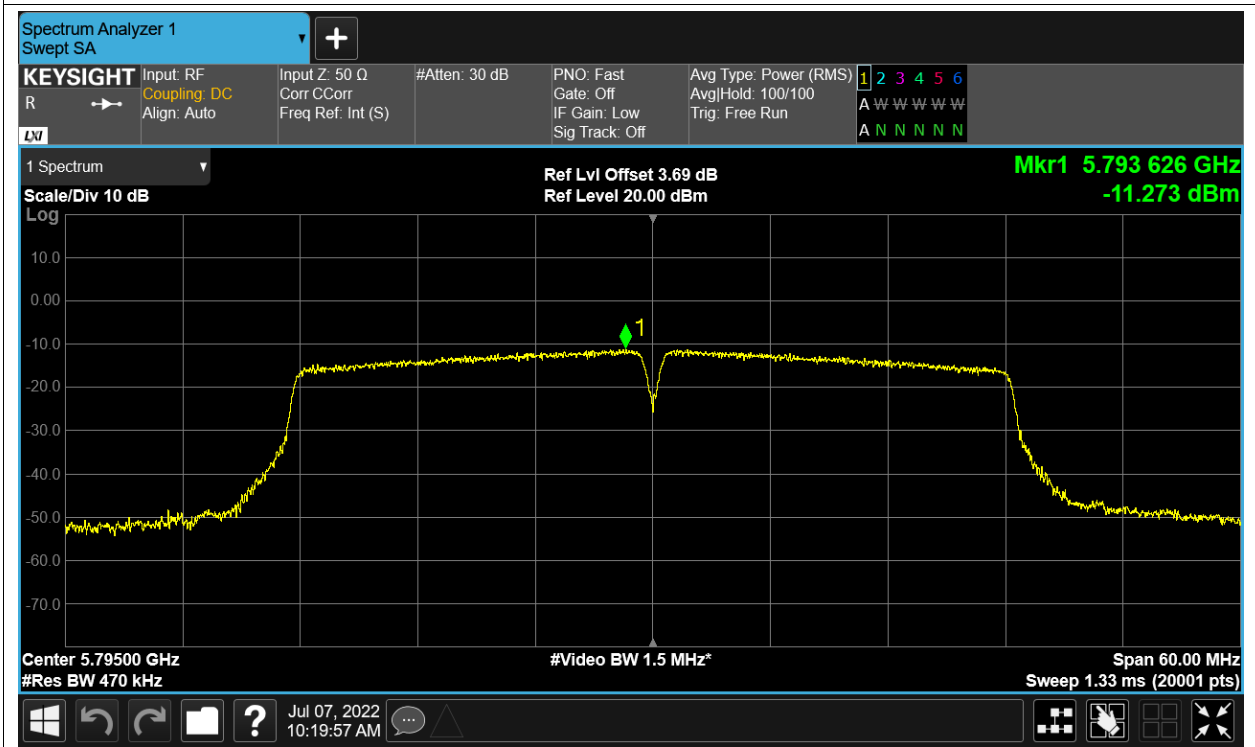 Spectrum Analyzer 1
Swept SA
KEYSIGHT
R
LXI
Input: RF
Coupling: DC
Align: Auto
Input Z: 50 Ω
Corr CCorr
Freq Ref: Int (S)
#Atten: 30 dB
PNO: Fast
Gate: Off
IF Gain: Low
Sig Track: Off
Avg Type: Power (RMS)
Avg|Hold: 100/100
Trig: Free Run
1 2 3 4 5 6
A W W W W W
A N N N N N
1 Spectrum
Scale/Div 10 dB
Log
Ref Lvl Offset 3.69 dB
Ref Level 20.00 dBm
Mkr1 5.793 626 GHz
-11.273 dBm
10.0
0.00
-10.0
-20.0
-30.0
-40.0
-50.0
-60.0
-70.0
1
Center 5.79500 GHz
#Res BW 470 kHz
#Video BW 1.5 MHz*
Span 60.00 MHz
Sweep 1.33 ms (20001 pts)
?
Jul 07, 2022
10:19:57 AM